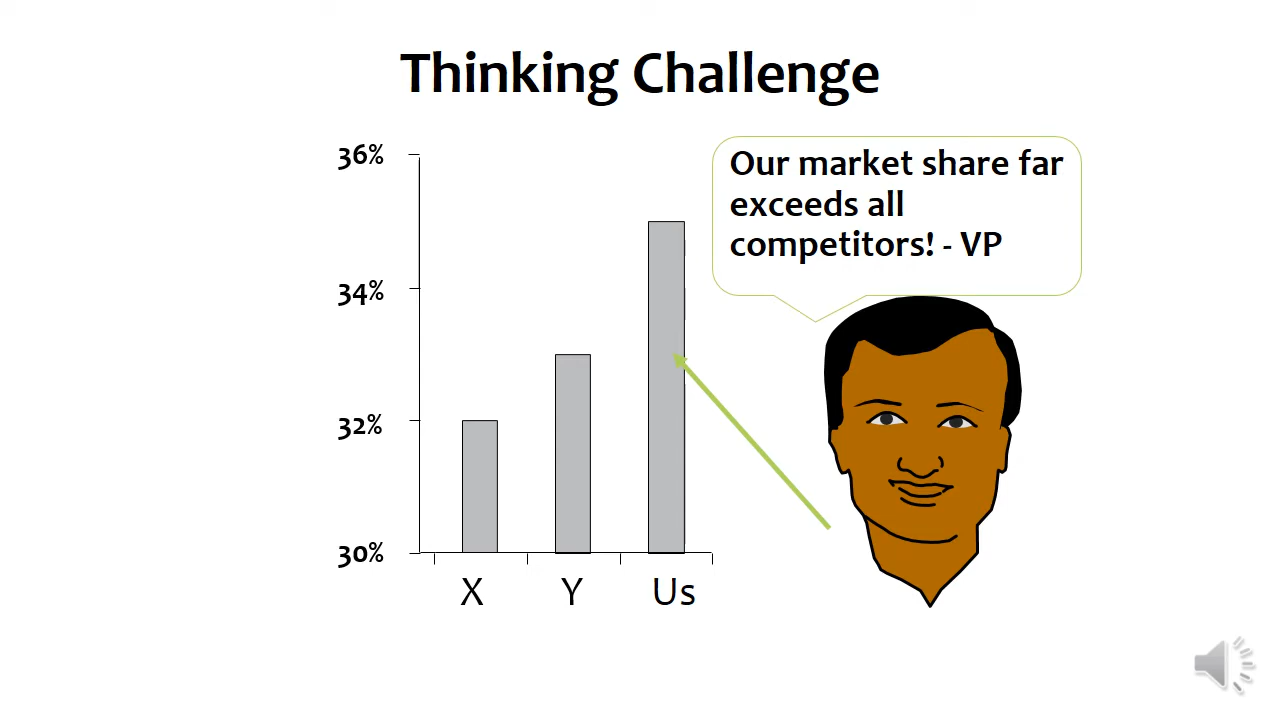 Thinking Challenge
36%
34%
32%
30%
X Y Us
Our market share far
exceeds all
competitors! - VP